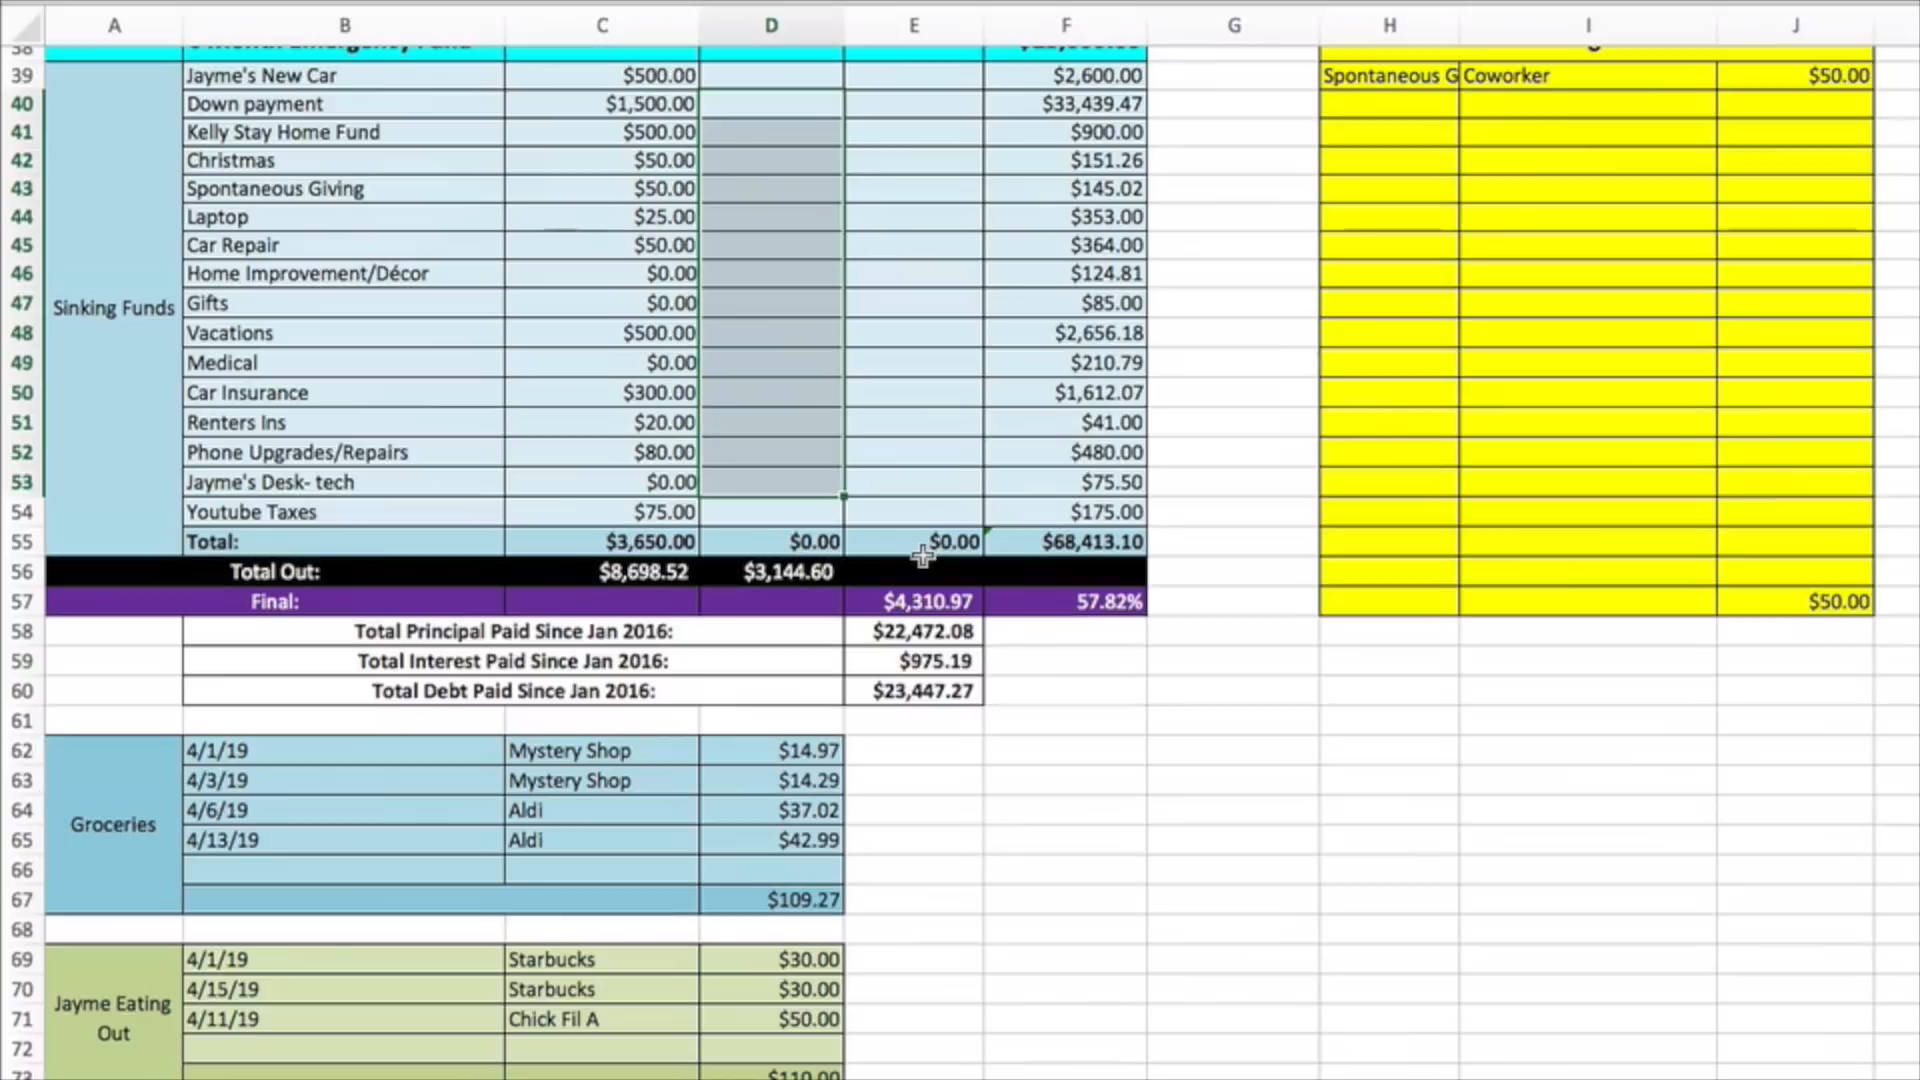 A B C D E F G H I J
38
39 Jayme's New Car $500.00 $2,600.00 Spontaneous G Coworker $50.00
40 Down payment $1,500.00 $33,439.47
41 Kelly Stay Home Fund $500.00 $900.00
42 Christmas $50.00 $151.26
43 Spontaneous Giving $50.00 $145.02
44 Laptop $25.00 $353.00
45 Car Repair $50.00 $364.00
46 Home Improvement/Décor $0.00 $124.81
47 Sinking Funds Gifts $0.00 $85.00
48 Vacations $500.00 $2,656.18
49 Medical $0.00 $210.79
50 Car Insurance $300.00 $1,612.07
51 Renters Ins $20.00 $41.00
52 Phone Upgrades/Repairs $80.00 $480.00
53 Jayme's Desk- tech $0.00 $75.50
54 Youtube Taxes $75.00 $175.00
55 Total: $3,650.00 $0.00 $0.00 $68,413.10
56 Total Out: $8,698.52 $3,144.60
57 Final: $4,310.97 57.82% $50.00
58 Total Principal Paid Since Jan 2016: $22,472.08
59 Total Interest Paid Since Jan 2016: $975.19
60 Total Debt Paid Since Jan 2016: $23,447.27
61
62 4/1/19 Mystery Shop $14.97
63 4/3/19 Mystery Shop $14.29
64 4/6/19 Aldi $37.02
Groceries
65 4/13/19 Aldi $42.99
66
67 $109.27
68
69 4/1/19 Starbucks $30.00
70 4/15/19 Starbucks $30.00
71 Jayme Eating Out 4/11/19 Chick Fil A $50.00
72
73 $110.00